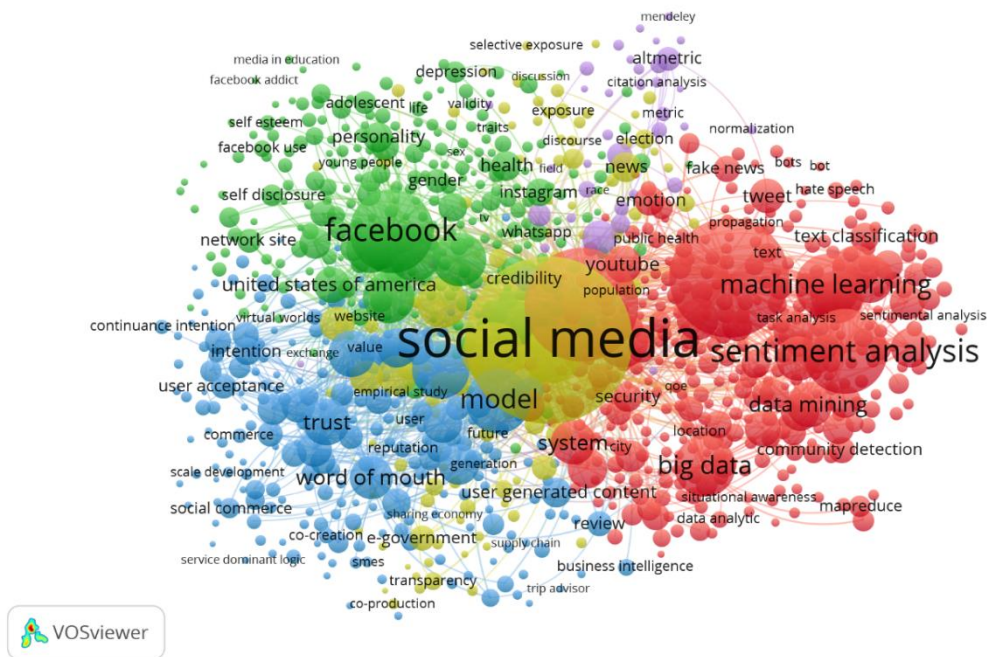 mendeley
selective exposure
altmetric
media in education
depression
discussion
citation analysis
facebook addict
adolescent
life
validity
exposure
metric
self esteem
personality
traits
discourse
election
normalization
facebook use
sex
young people
health
field
news
fake news
bots
bot
gender
instagram
race
emotion
tweet
hate speech
self disclosure
tv
propagation
facebook
whatsapp
public health
text classification
network site
text
credibility
youtube
united states of america
population
machine learning
virtual worlds
website
task analysis
sentimental analysis
continuance intention
social media
intention
exchange
value
sentiment analysis
user acceptance
empirical study
model
qoe
security
data mining
trust
user
commerce
future
location
reputation
system
city
community detection
scale development
word of mouth
generation
big data
user generated content
situational awareness
social commerce
sharing economy
mapreduce
review
data analytic
co-creation
e-government
supply chain
service dominant logic
smes
business intelligence
transparency
trip advisor
co-production
VOSviewer